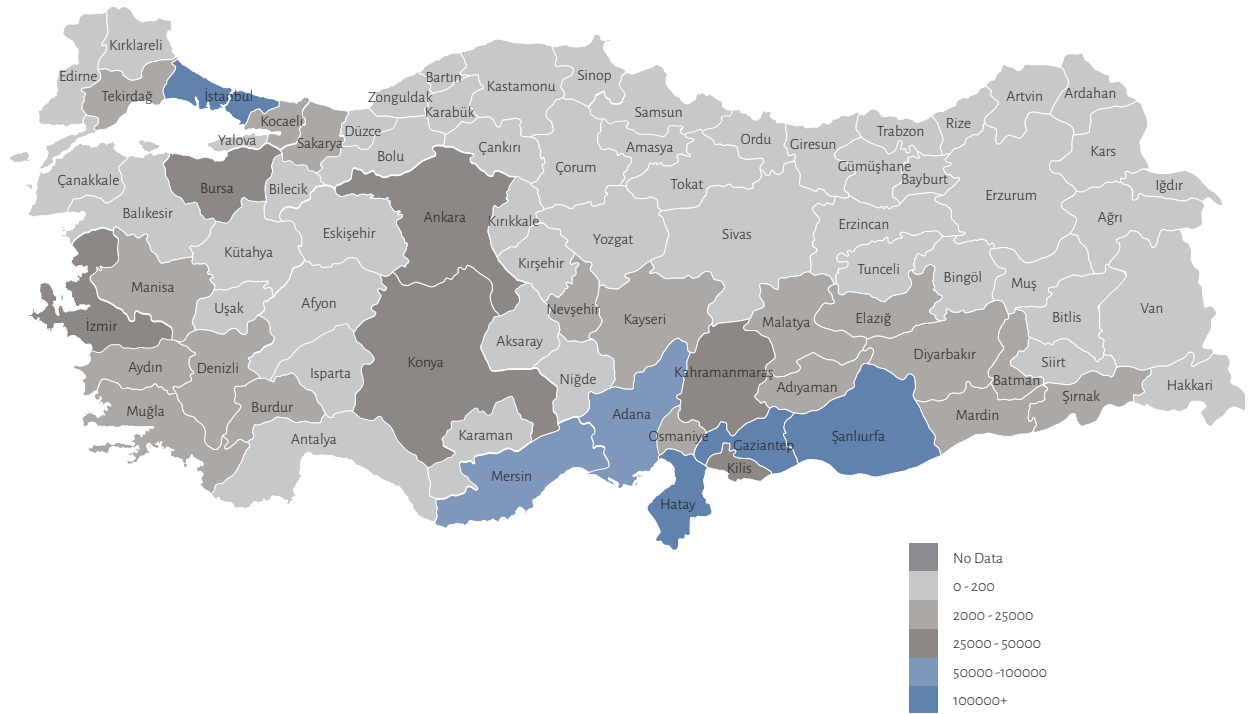 Kırklareli
Edirne
Tekirdağ
İstanbul
Kocaeli
Yalova
Sakarya
Düzce
Zonguldak
Bartın
Karabük
Kastamonu
Sinop
Samsun
Ordu
Giresun
Trabzon
Rize
Artvin
Ardahan
Kars
Iğdır
Ağrı
Erzurum
Bayburt
Gümüşhane
Amasya
Tokat
Çorum
Çankırı
Bolu
Bilecik
Bursa
Çanakkale
Balıkesir
Kütahya
Eskişehir
Ankara
Kırıkkale
Kırşehir
Yozgat
Sivas
Erzincan
Tunceli
Bingöl
Muş
Bitlis
Van
Hakkari
Siirt
Şırnak
Batman
Mardin
Diyarbakır
Elazığ
Malatya
Adıyaman
Kahramanmaraş
Kayseri
Nevşehir
Aksaray
Niğde
Konya
Afyon
Uşak
Manisa
İzmir
Aydın
Denizli
Isparta
Burdur
Muğla
Antalya
Karaman
Mersin
Adana
Osmaniye
Gaziantep
Şanlıurfa
Kilis
Hatay
No Data
0 - 200
2000 - 25000
25000 - 50000
50000 -100000
100000+